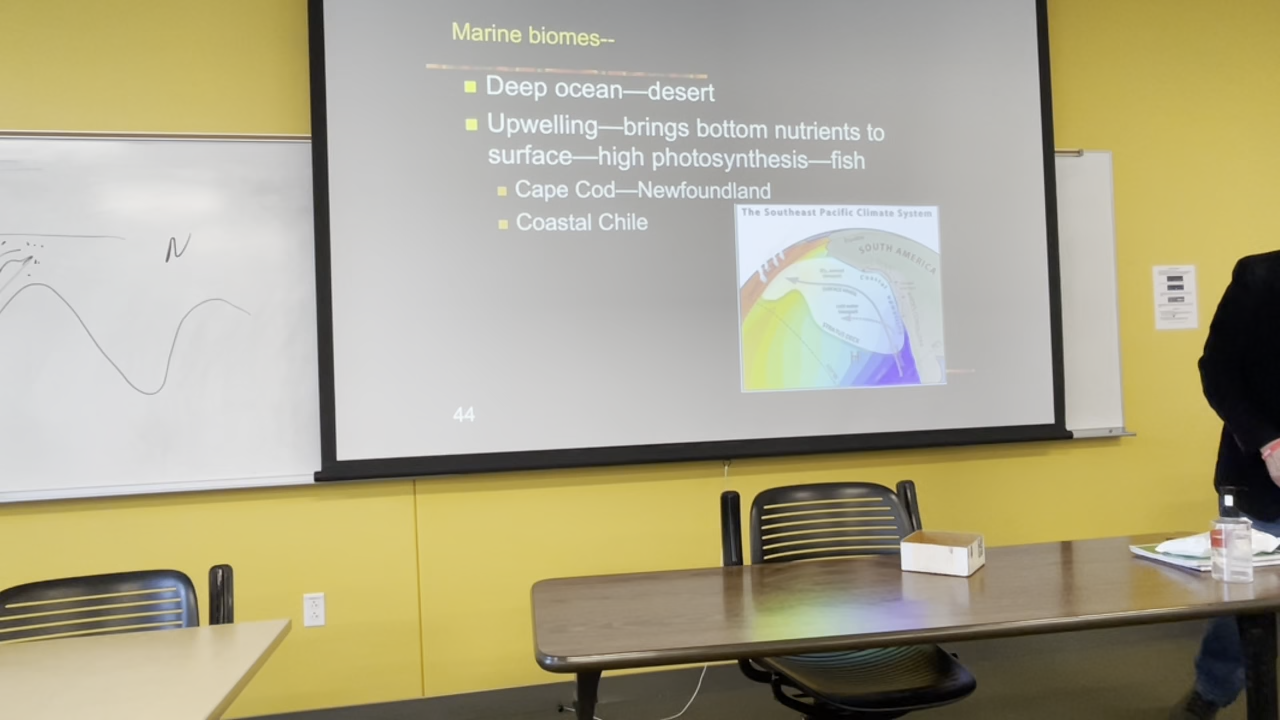 Marine biomes--
Deep ocean—desert
Upwelling—brings bottom nutrients to
surface—high photosynthesis—fish
Cape Cod—Newfoundland
Coastal Chile
The Southeast Pacific Climate System
SOUTH AMERICA
44
N